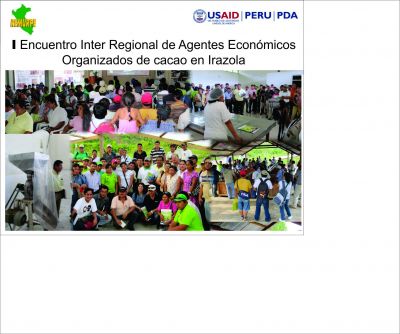 USAID PERU PDA
I Encuentro Inter Regional de Agentes Económicos
Organizados de cacao en Irazola